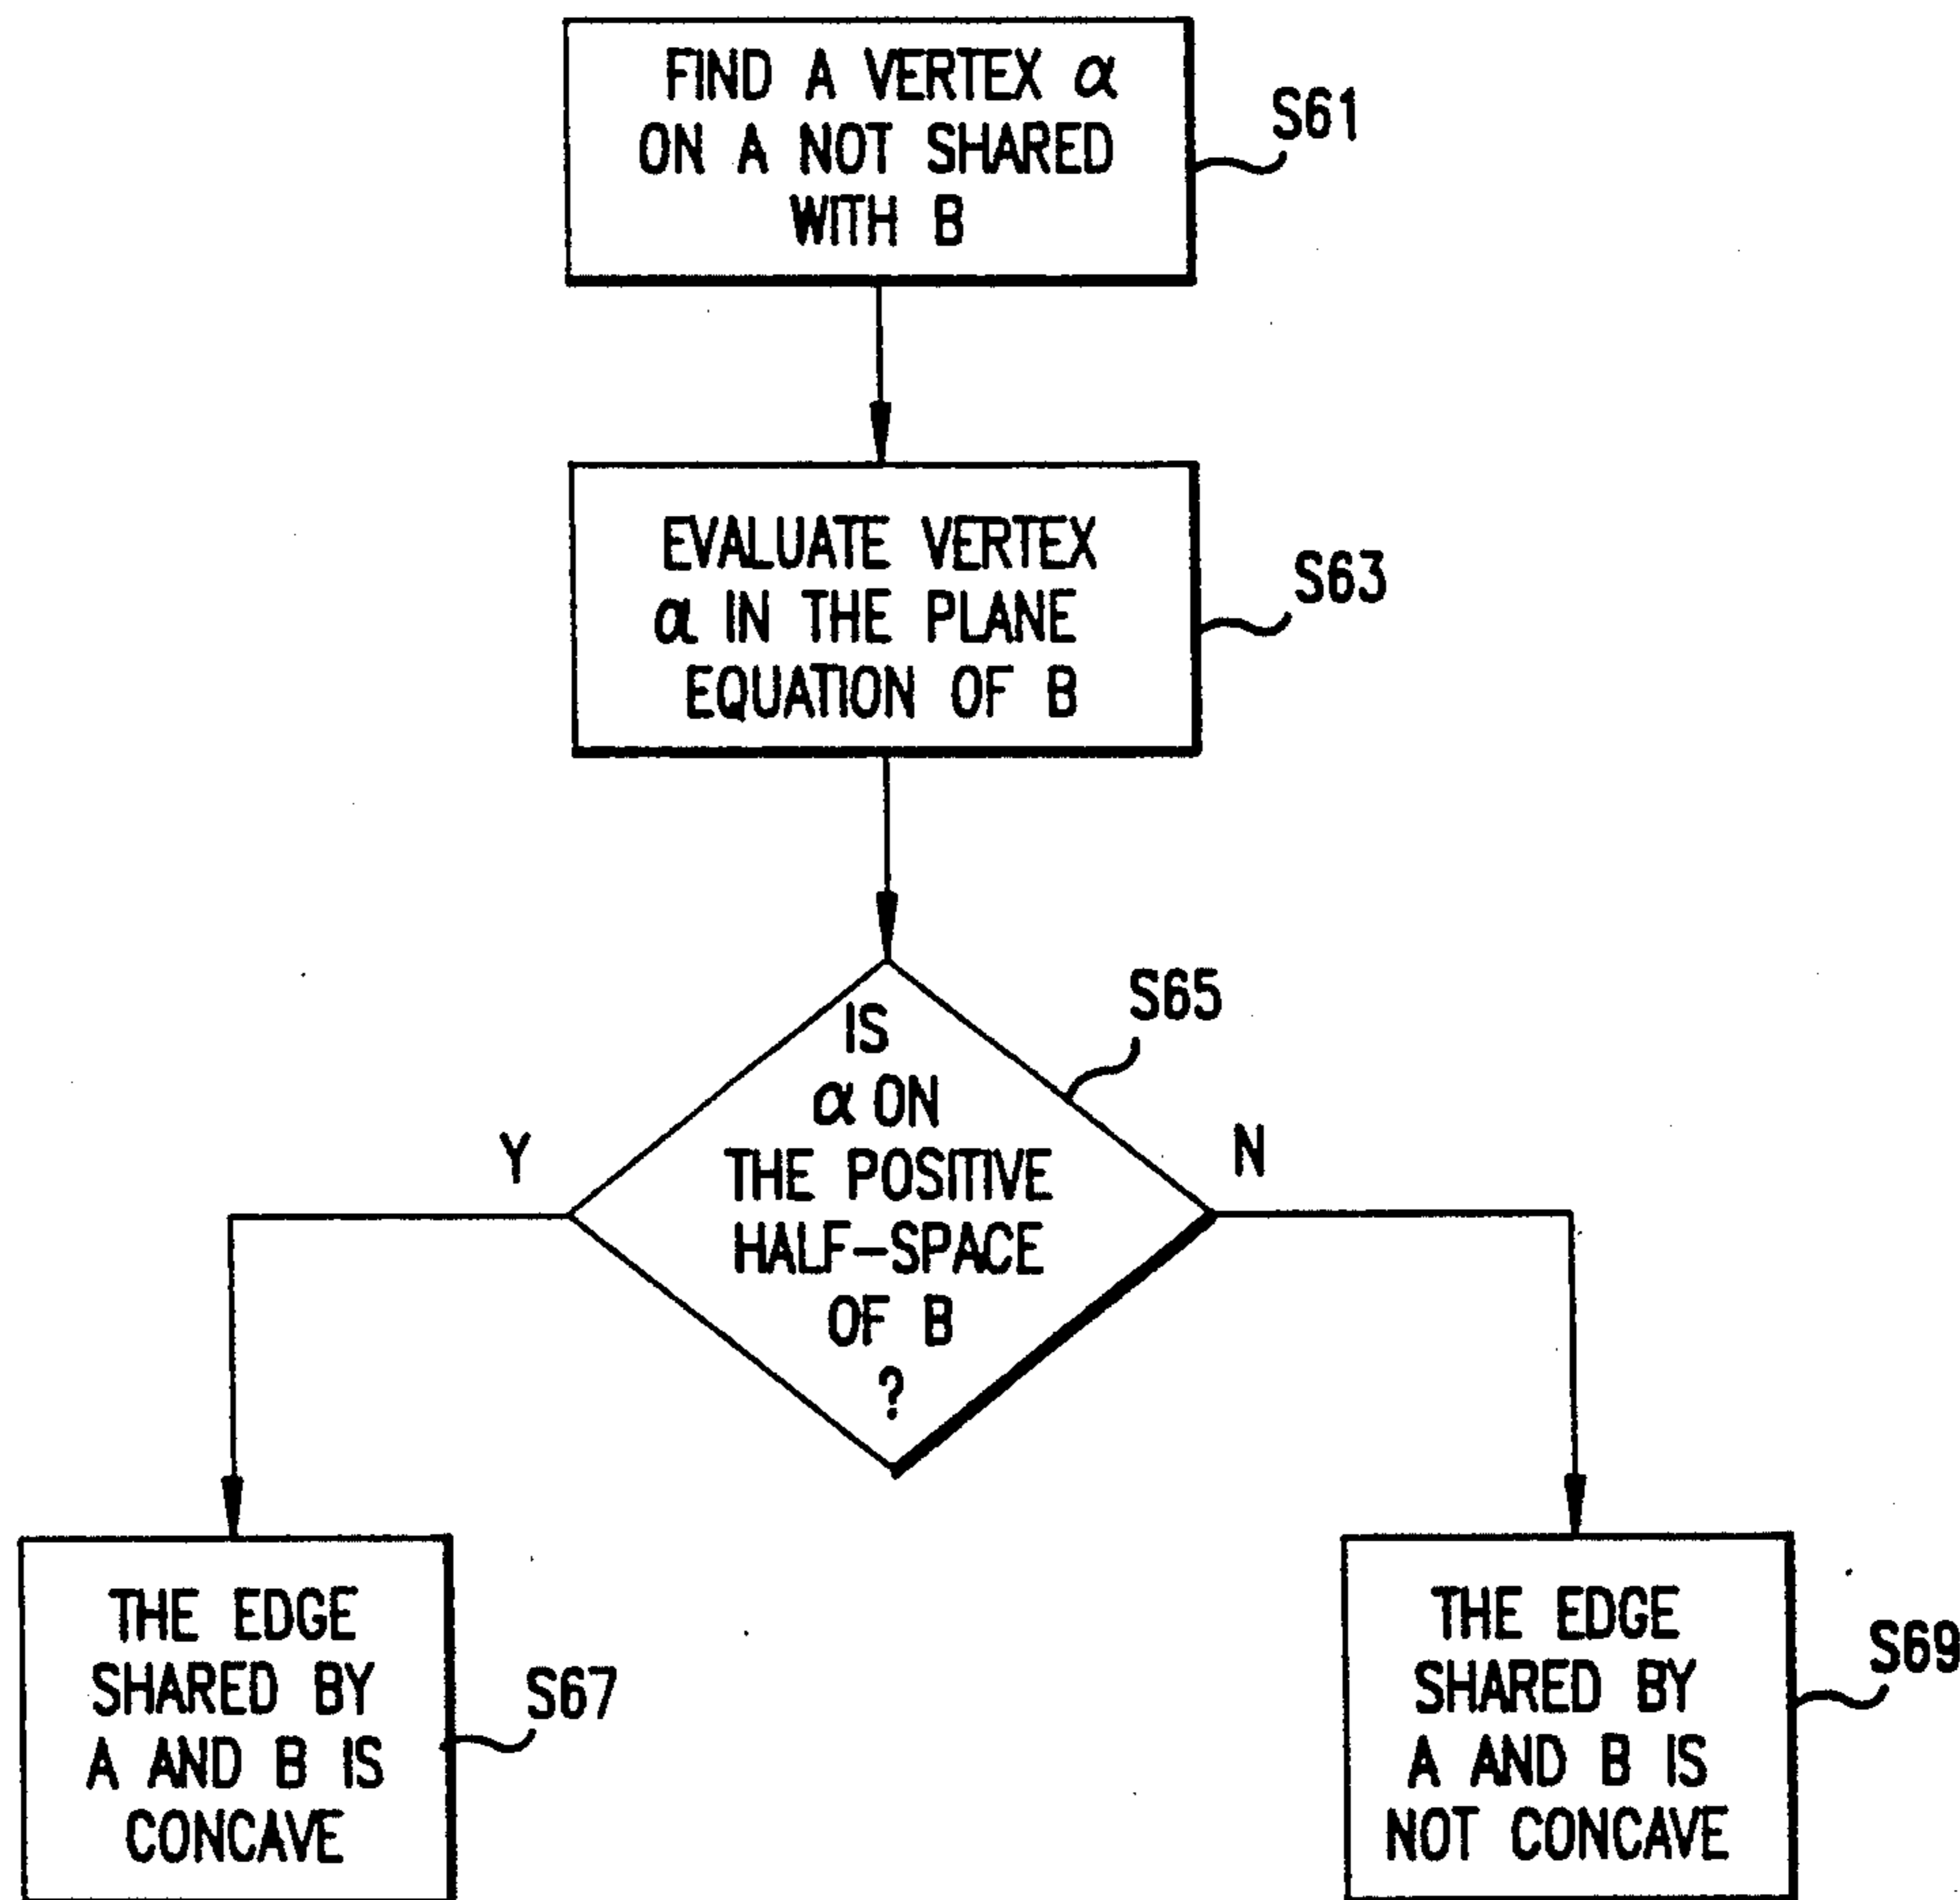 FIND A VERTEX α
ON A NOT SHARED
WITH B
S61
EVALUATE VERTEX
α IN THE PLANE
EQUATION OF B
S63
IS
α ON
THE POSITIVE
HALF-SPACE
OF B
?
S65
Y
N
THE EDGE
SHARED BY
A AND B IS
CONCAVE
S67
THE EDGE
SHARED BY
A AND B IS
NOT CONCAVE
S69